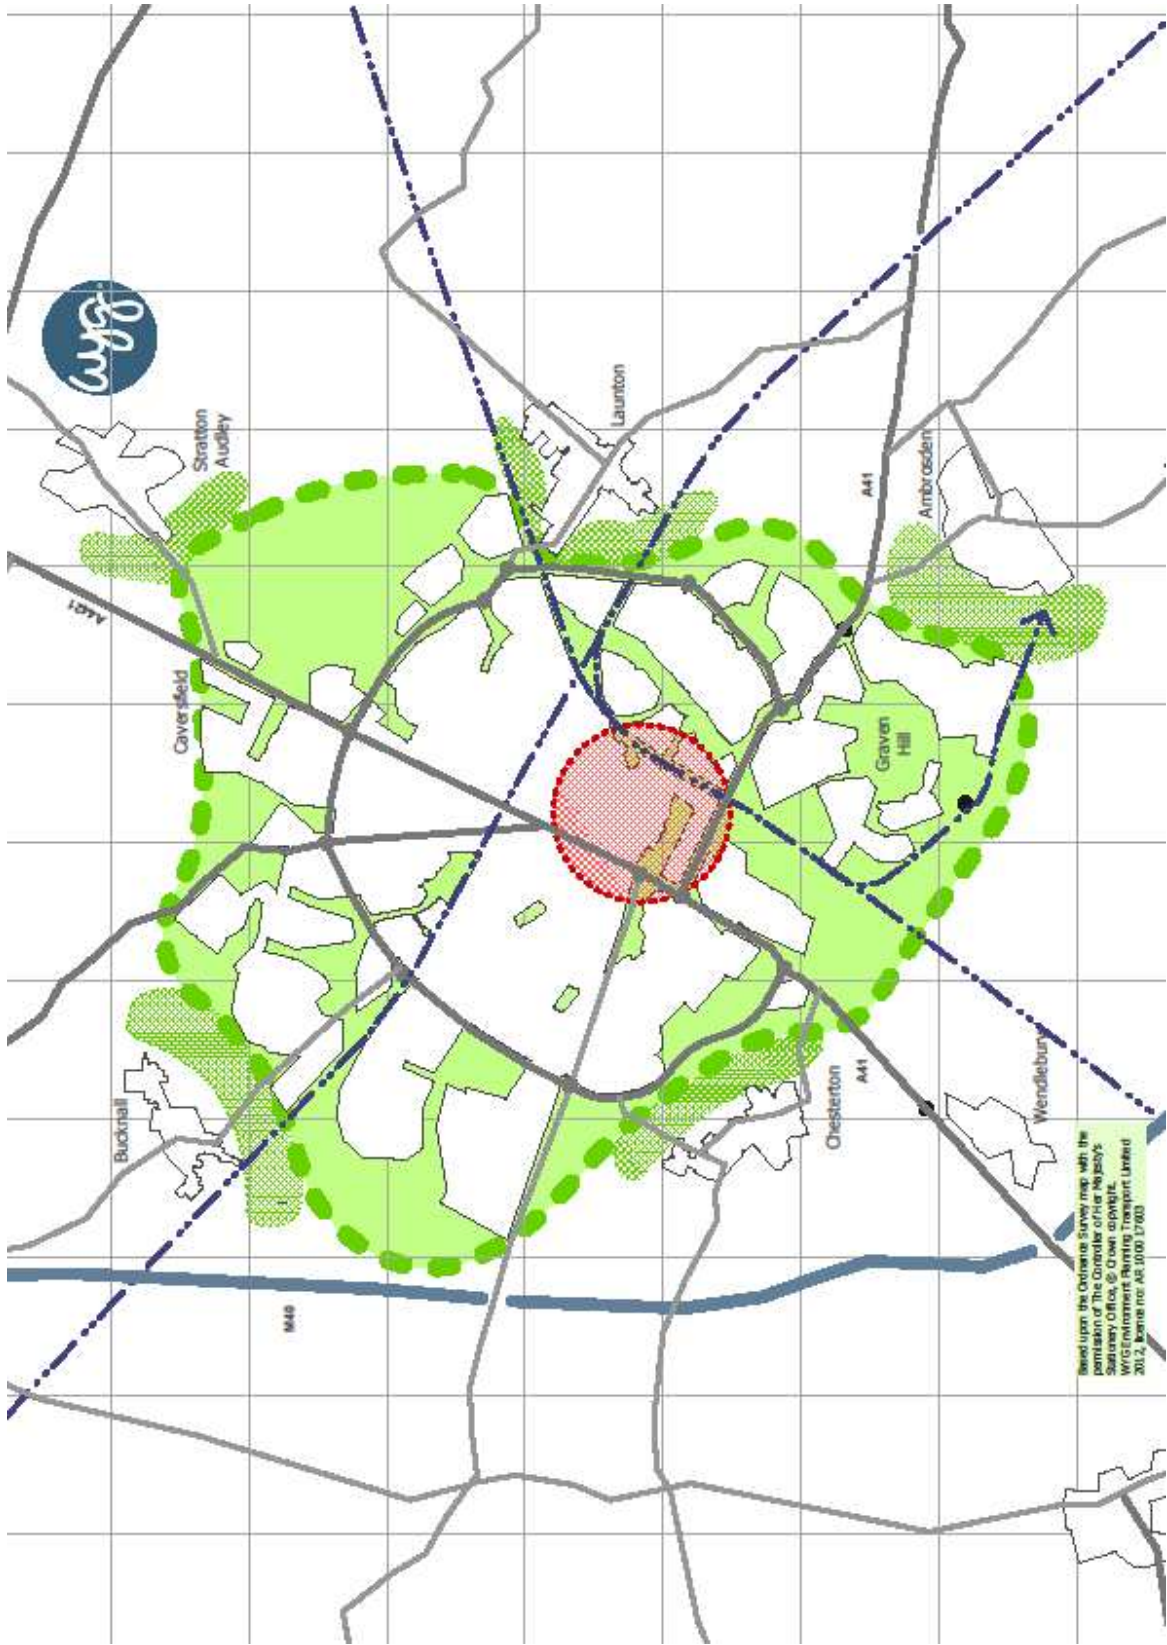 Stratton
Audley
Launton
A41
Ambrosden
A4421
Caversfield
Graven
Hill
Bucknall
Chesterton
A41
Wendlebury
M40
Based upon the Ordnance Survey map with the
permission of The Controller of Her Majesty's
Stationery Office, © Crown copyright.
WYG Environment Planning Transport Limited
2012, licence no: AR 1000 17603